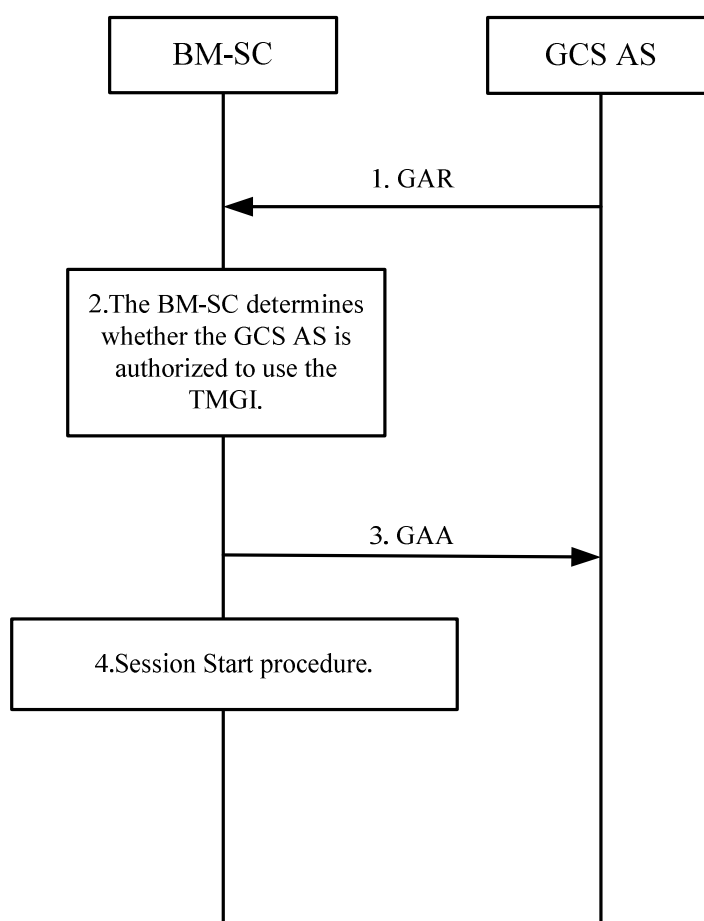 BM-SC
GCS AS
1. GAR
2.The BM-SC determines
whether the GCS AS is
authorized to use the
TMGI.
3. GAA
4.Session Start procedure.